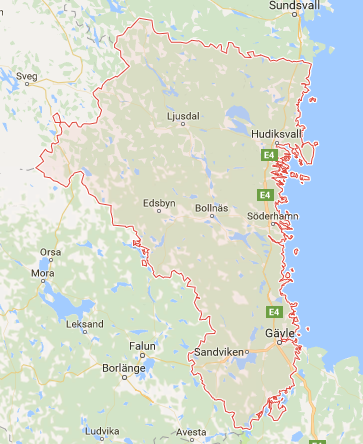 Sundsvall
Sveg
Ljusdal
Hudiksvall
E4
E4
Edsbyn
Bollnäs
Söderhamn
Orsa
Mora
E4
Leksand
Gävle
Falun
Sandviken
Borlänge
Ludvika
Avesta